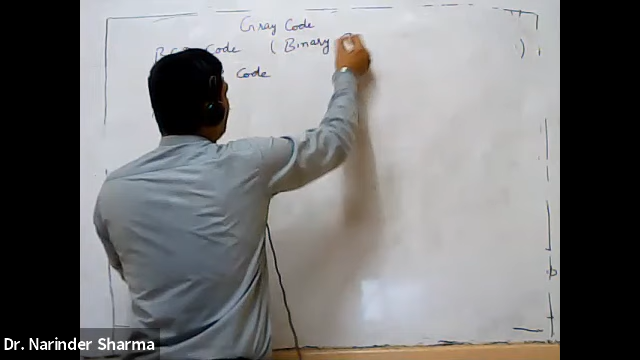 Gray Code
Code ( Binary )
Code
Dr. Narinder Sharma